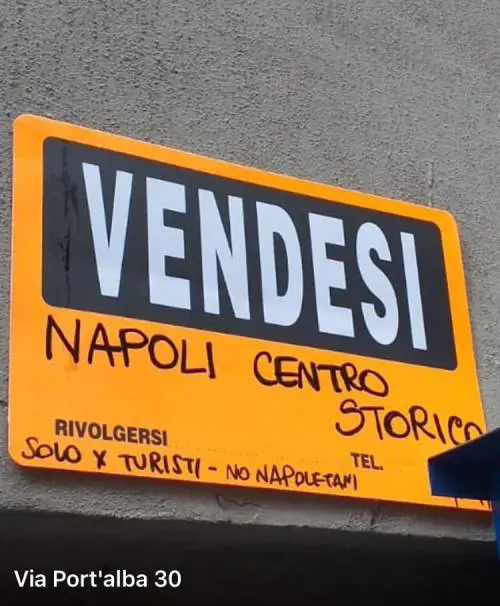 VENDESI
NAPOLI CENTRO
STORICO
RIVOLGERSI TEL.
SOLO X TURISTI - NO NAPOLETANI
Via Port'alba 30